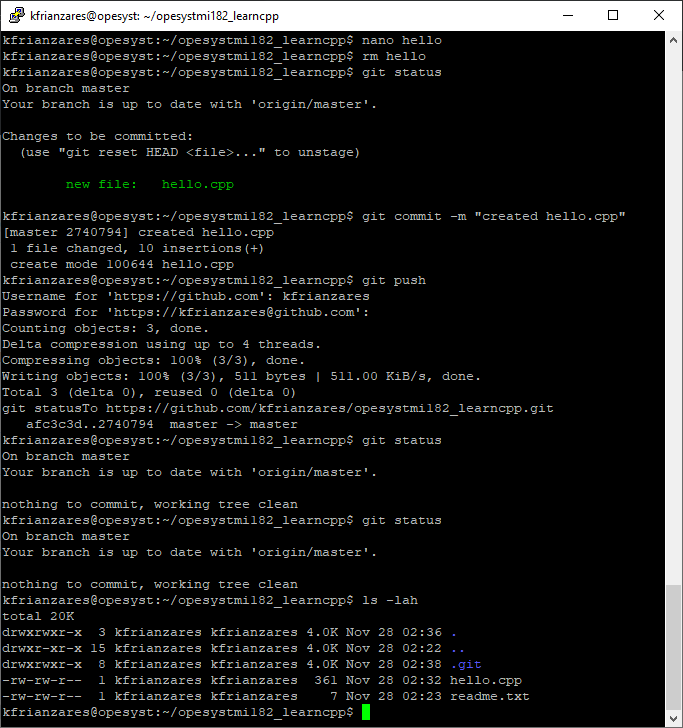 kfrianzares@opesyst: ~/opesystmi182_learncpp
kfrianzares@opesyst:~/opesystmi182_learncpp$ nano hello
kfrianzares@opesyst:~/opesystmi182_learncpp$ rm hello
kfrianzares@opesyst:~/opesystmi182_learncpp$ git status
On branch master
Your branch is up to date with 'origin/master'.
Changes to be committed:
  (use "git reset HEAD <file>..." to unstage)
        new file:   hello.cpp
kfrianzares@opesyst:~/opesystmi182_learncpp$ git commit -m "created hello.cpp"
[master 2740794] created hello.cpp
 1 file changed, 10 insertions(+)
 create mode 100644 hello.cpp
kfrianzares@opesyst:~/opesystmi182_learncpp$ git push
Username for 'https://github.com': kfrianzares
Password for 'https://kfrianzares@github.com':
Counting objects: 3, done.
Delta compression using up to 4 threads.
Compressing objects: 100% (3/3), done.
Writing objects: 100% (3/3), 511 bytes | 511.00 KiB/s, done.
Total 3 (delta 0), reused 0 (delta 0)
git statusTo https://github.com/kfrianzares/opesystmi182_learncpp.git
   afc3c3d..2740794  master -> master
kfrianzares@opesyst:~/opesystmi182_learncpp$ git status
On branch master
Your branch is up to date with 'origin/master'.
nothing to commit, working tree clean
kfrianzares@opesyst:~/opesystmi182_learncpp$ git status
On branch master
Your branch is up to date with 'origin/master'.
nothing to commit, working tree clean
kfrianzares@opesyst:~/opesystmi182_learncpp$ ls -lah
total 20K
drwxrwxr-x  3 kfrianzares kfrianzares 4.0K Nov 28 02:36 .
drwxr-xr-x 15 kfrianzares kfrianzares 4.0K Nov 28 02:22 ..
drwxrwxr-x  8 kfrianzares kfrianzares 4.0K Nov 28 02:38 .git
-rw-rw-r--  1 kfrianzares kfrianzares  361 Nov 28 02:32 hello.cpp
-rw-rw-r--  1 kfrianzares kfrianzares    7 Nov 28 02:23 readme.txt
kfrianzares@opesyst:~/opesystmi182_learncpp$